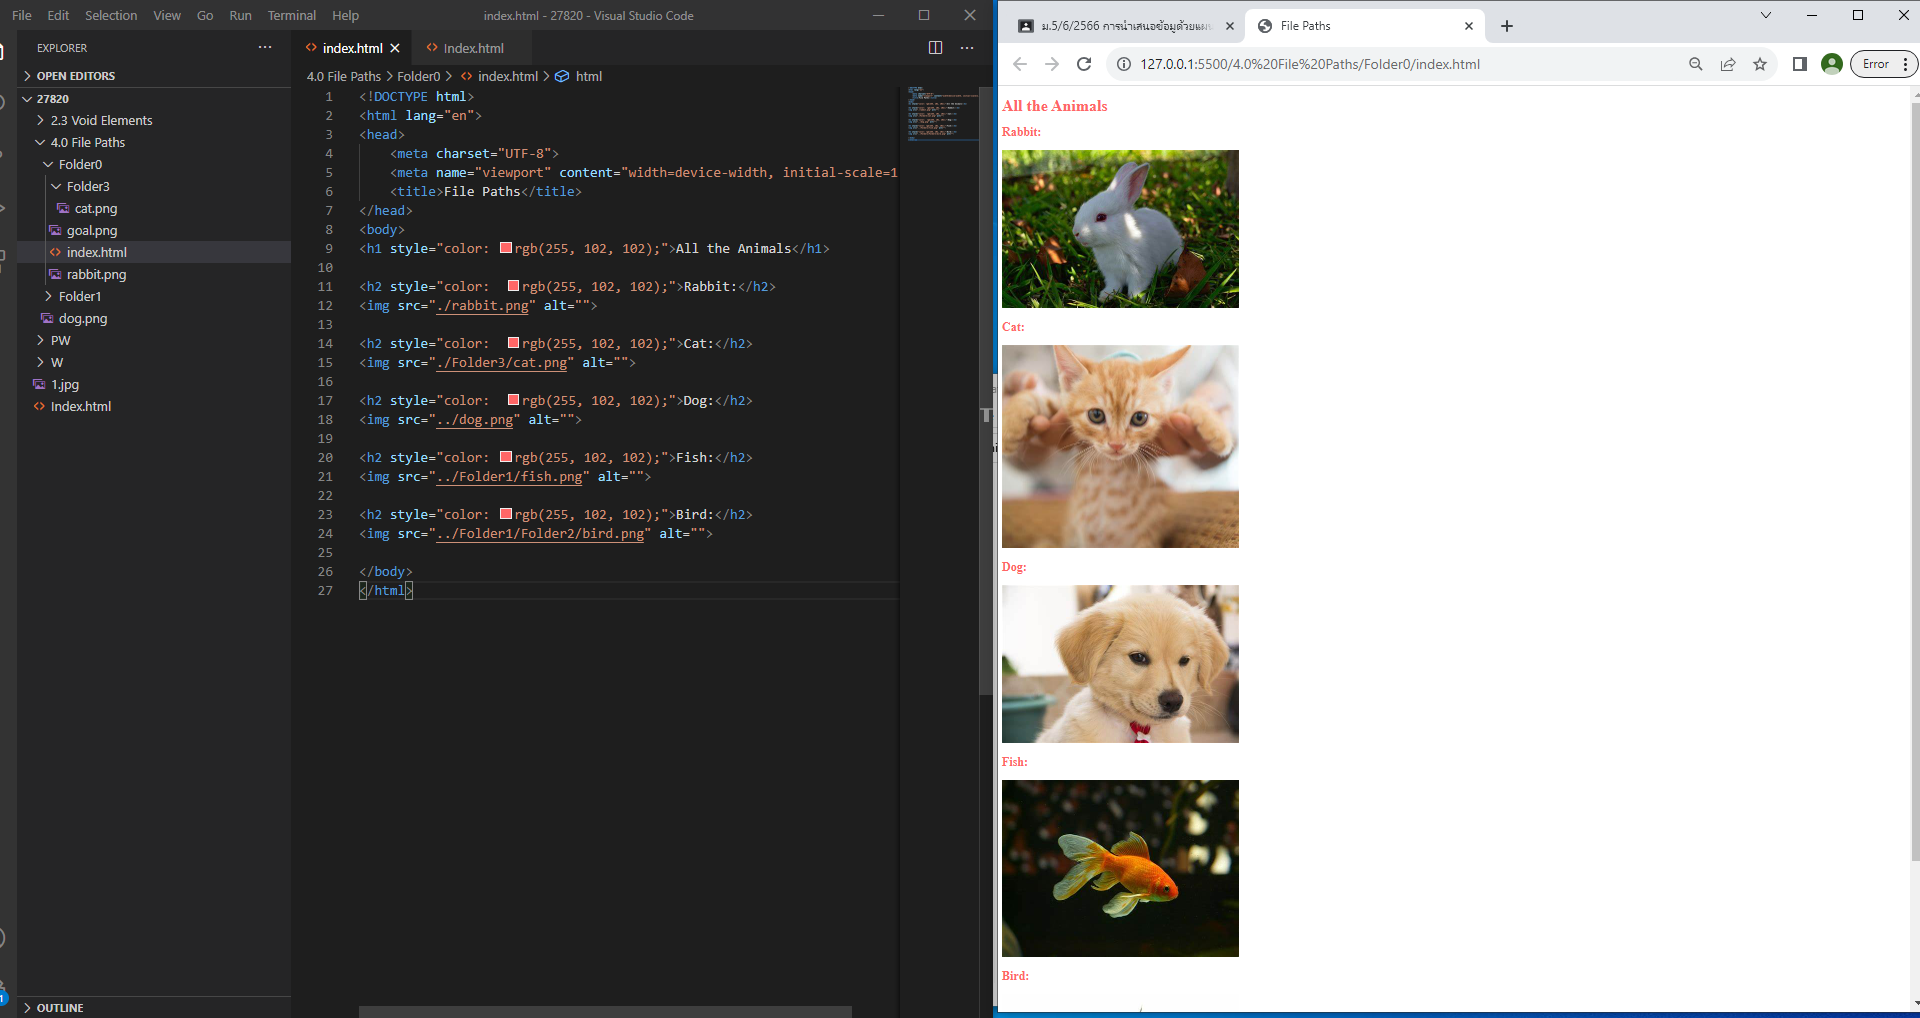 File Edit Selection View Go Run Terminal Help
index.html - 27820 - Visual Studio Code
EXPLORER
OPEN EDITORS
27820
2.3 Void Elements
4.0 File Paths
Folder0
Folder3
cat.png
goal.png
index.html
rabbit.png
Folder1
dog.png
PW
W
1.jpg
Index.html
OUTLINE
index.html
Index.html
4.0 File Paths > Folder0 > index.html > html
1 <!DOCTYPE html>
2 <html lang="en">
3 <head>
4 <meta charset="UTF-8">
5 <meta name="viewport" content="width=device-width, initial-scale=1
6 <title>File Paths</title>
7 </head>
8 <body>
9 <h1 style="color: rgb(255, 102, 102);">All the Animals</h1>
10
11 <h2 style="color: rgb(255, 102, 102);">Rabbit:</h2>
12 <img src="./rabbit.png" alt="">
13
14 <h2 style="color: rgb(255, 102, 102);">Cat:</h2>
15 <img src="./Folder3/cat.png" alt="">
16
17 <h2 style="color: rgb(255, 102, 102);">Dog:</h2>
18 <img src="../dog.png" alt="">
19
20 <h2 style="color: rgb(255, 102, 102);">Fish:</h2>
21 <img src="../Folder1/fish.png" alt="">
22
23 <h2 style="color: rgb(255, 102, 102);">Bird:</h2>
24 <img src="../Folder1/Folder2/bird.png" alt="">
25
26 </body>
27 </html>
ม.5/6/2566 การนำเสนอข้อมูลด้วยแผน
File Paths
127.0.0.1:5500/4.0%20File%20Paths/Folder0/index.html
Error
All the Animals
Rabbit:
Cat:
Dog:
Fish:
Bird: